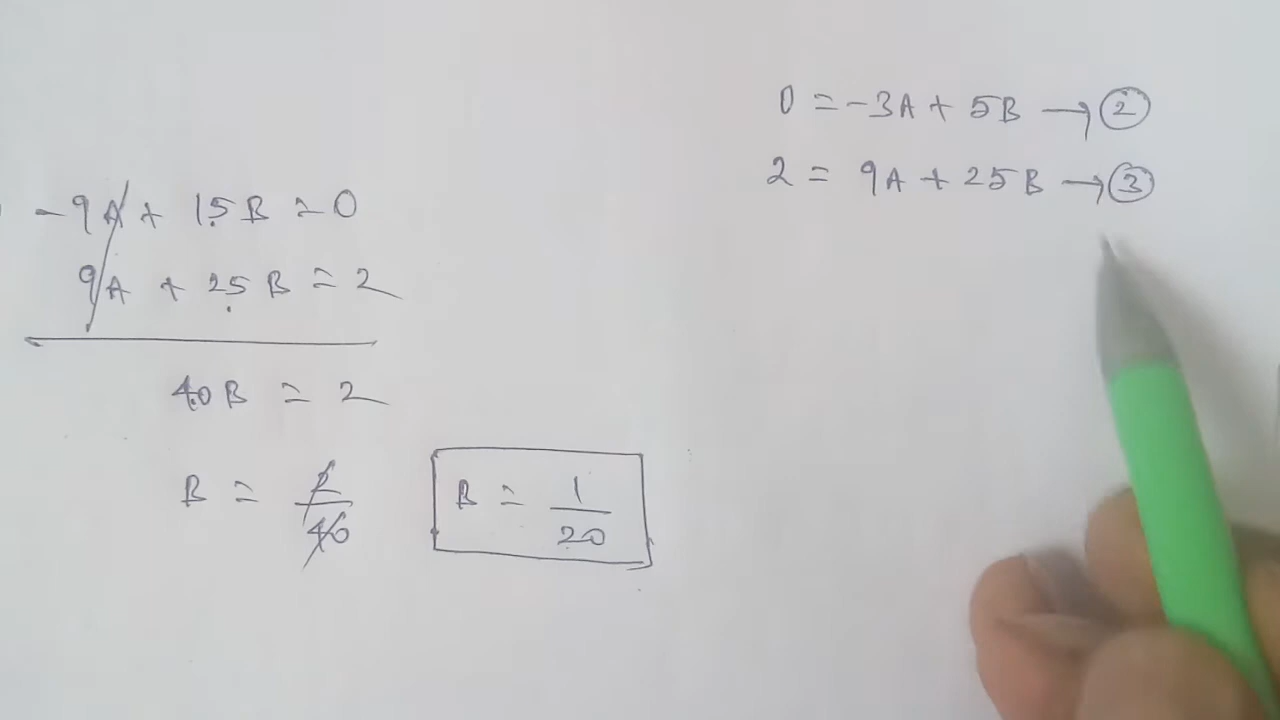 0 = -3A + 5B → 2
2 = 9A + 25B → 3
-9A + 15B = 0
9A + 25B = 2
40B = 2
B = 2/40
B = 1/20